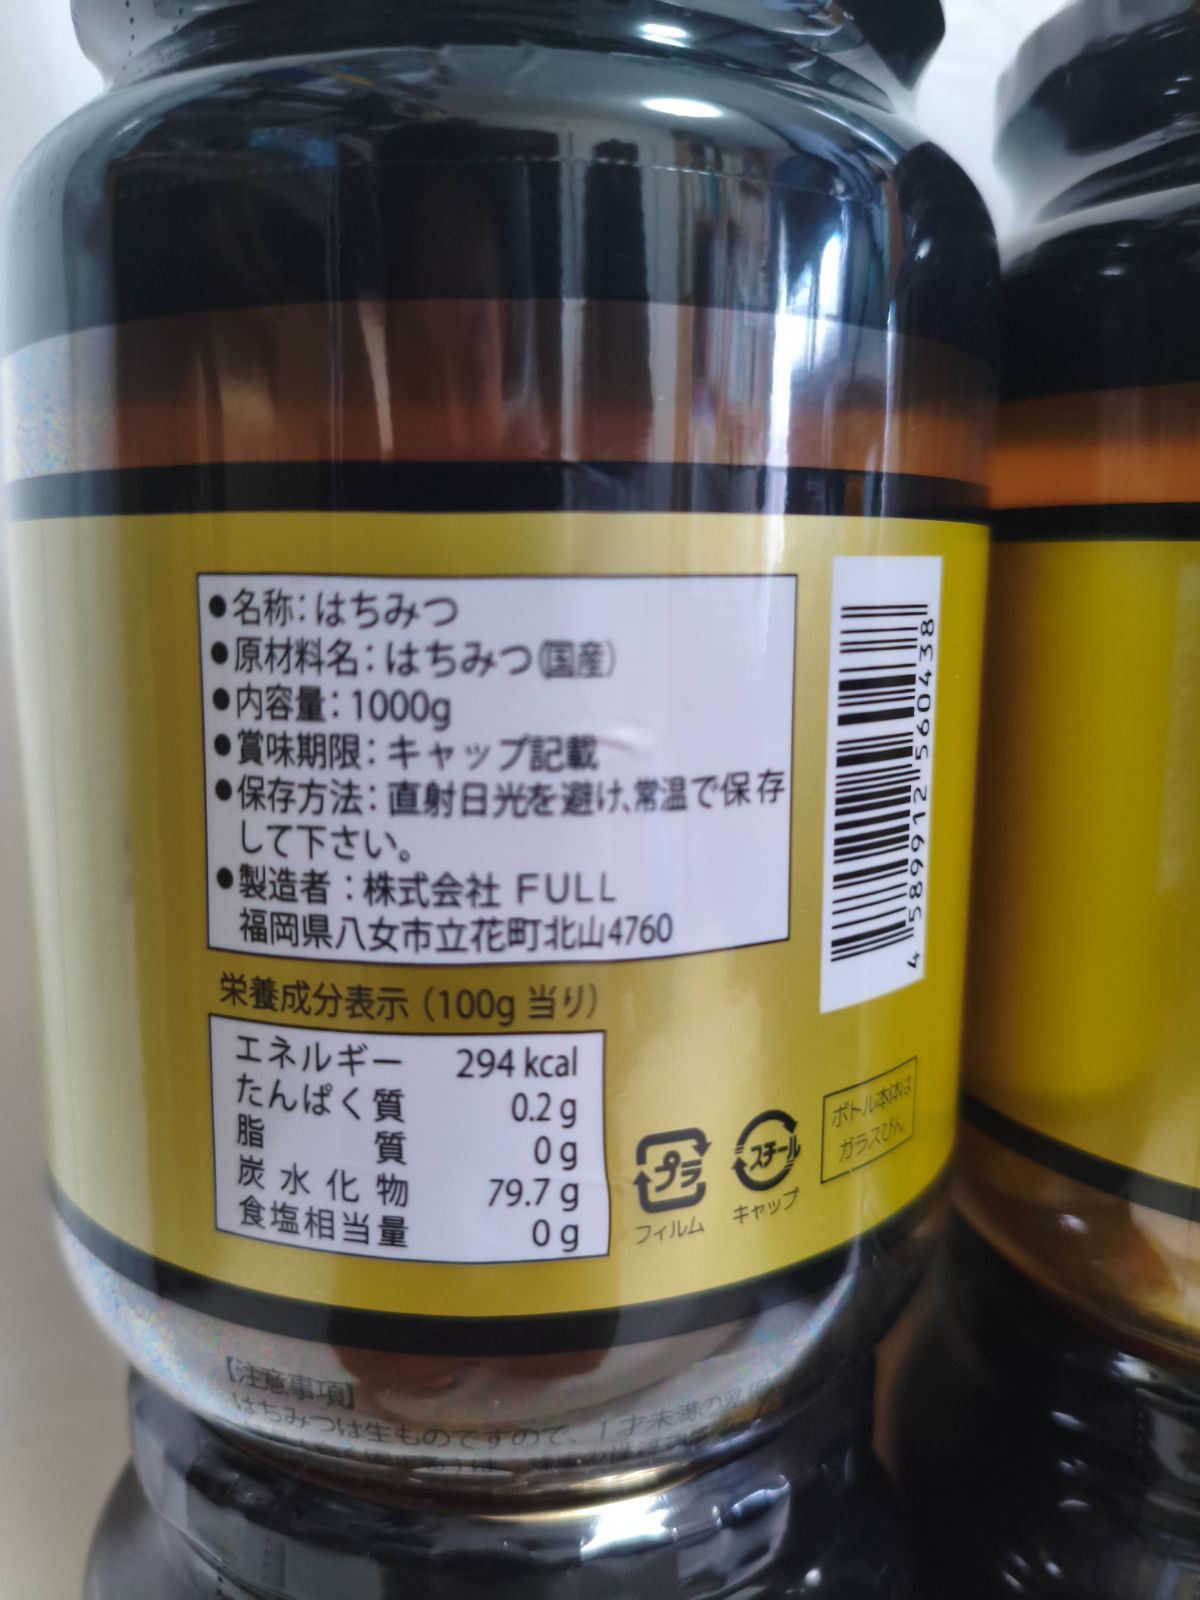 ●名称：はちみつ
●原材料名：はちみつ（国産）
●内容量：1000g
●賞味期限：キャップ記載
●保存方法：直射日光を避け、常温で保存
して下さい。
●製造者：株式会社 FULL
福岡県八女市立花町北山4760
4 589912 560438
栄養成分表示（100g 当り）
エネルギー 294 kcal
たんぱく質 0.2 g
脂質 0 g
炭水化物 79.7 g
食塩相当量 0 g
プラ
フィルム
スチール
キャップ
ボトル本体は
ガラスびん
【注意事項】
はちみつは生ものですので、1才未満の乳